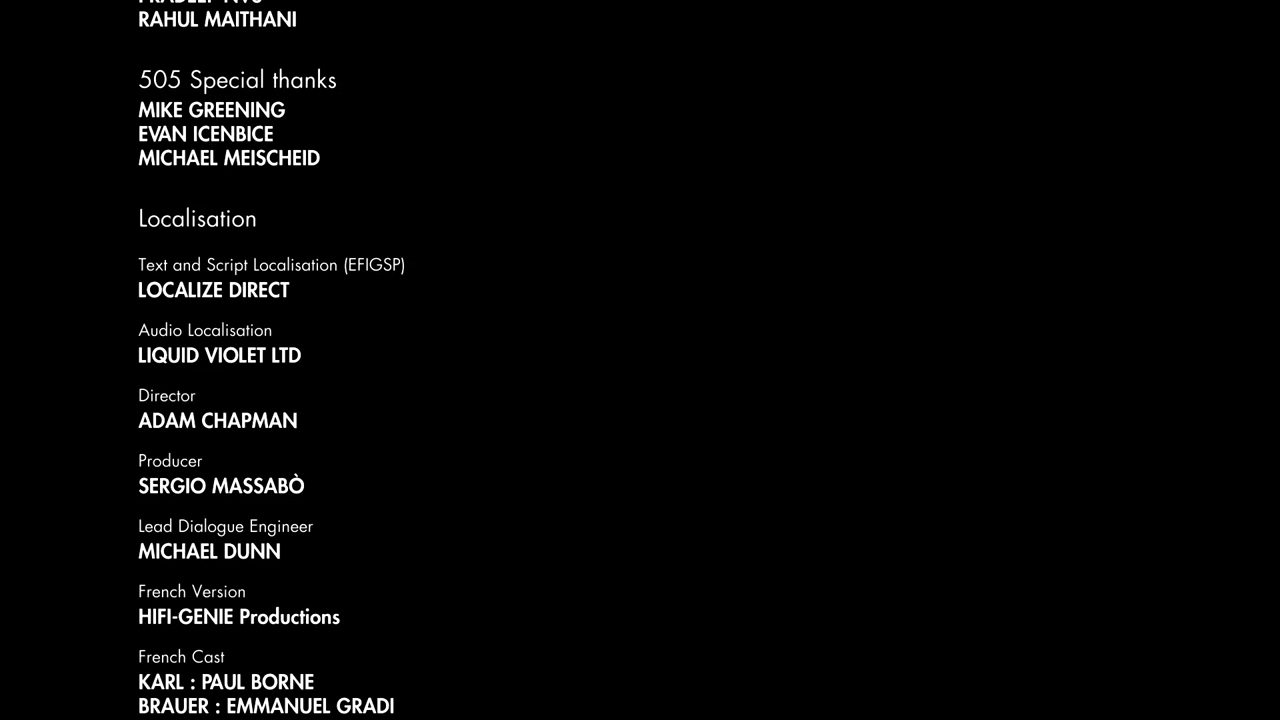 RAHUL MAITHANI
505 Special thanks
MIKE GREENING
EVAN ICENBICE
MICHAEL MEISCHEID
Localisation
Text and Script Localisation (EFIGSP)
LOCALIZE DIRECT
Audio Localisation
LIQUID VIOLET LTD
Director
ADAM CHAPMAN
Producer
SERGIO MASSABÒ
Lead Dialogue Engineer
MICHAEL DUNN
French Version
HIFI-GENIE Productions
French Cast
KARL : PAUL BORNE
BRAUER : EMMANUEL GRADI